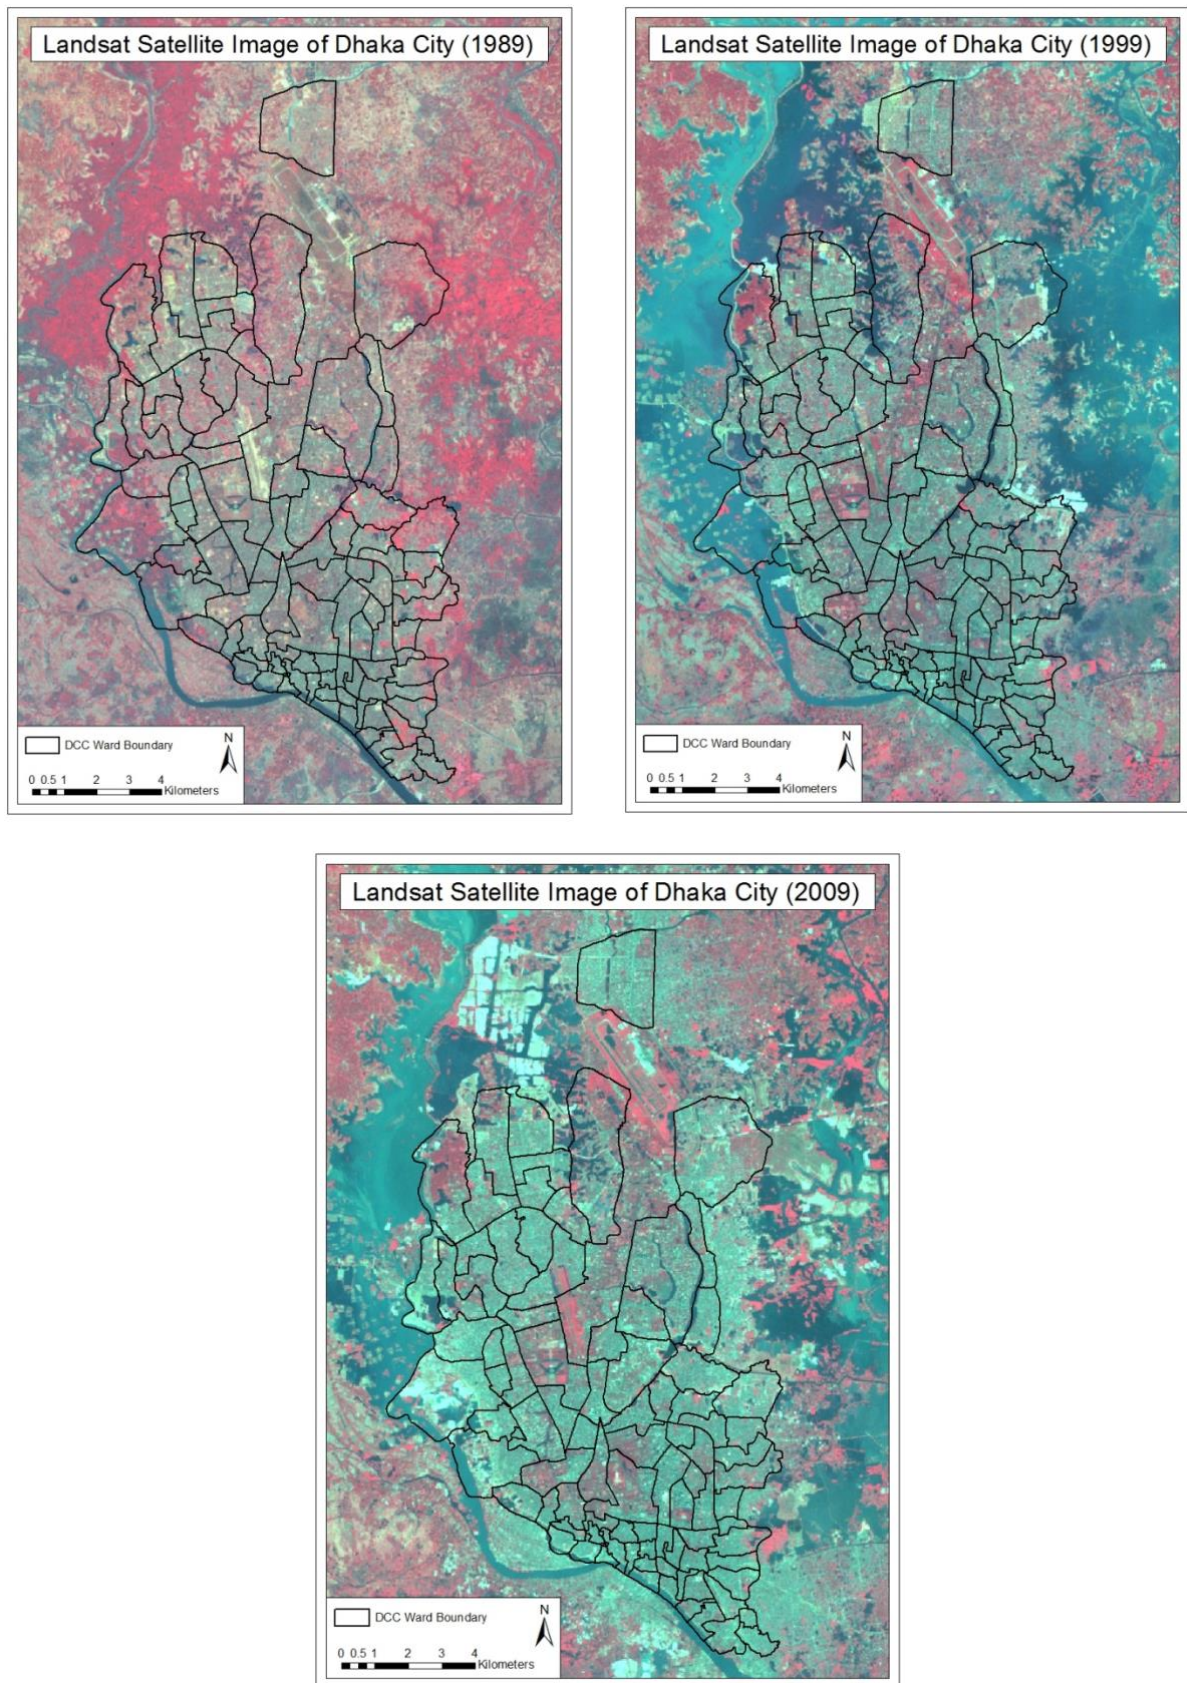 Landsat Satellite Image of Dhaka City (1989)
DCC Ward Boundary
N
0 0.5 1 2 3 4
Kilometers
Landsat Satellite Image of Dhaka City (1999)
DCC Ward Boundary
N
0 0.5 1 2 3 4
Kilometers
Landsat Satellite Image of Dhaka City (2009)
DCC Ward Boundary
N
0 0.5 1 2 3 4
Kilometers